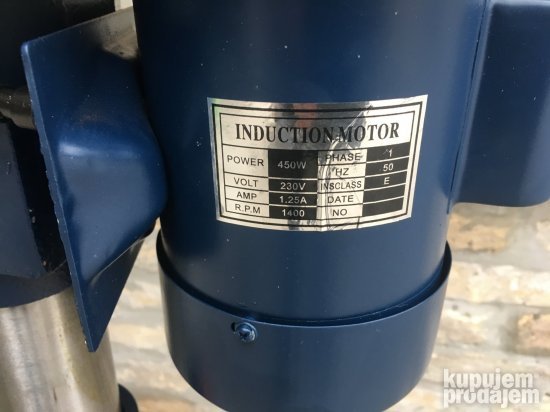 INDUCTION MOTOR
POWER 450W PHASE 1
HZ 50
VOLT 230V INSCLASS E
AMP 1.25A DATE
R.P.M 1400 NO
kupujem
prodajem